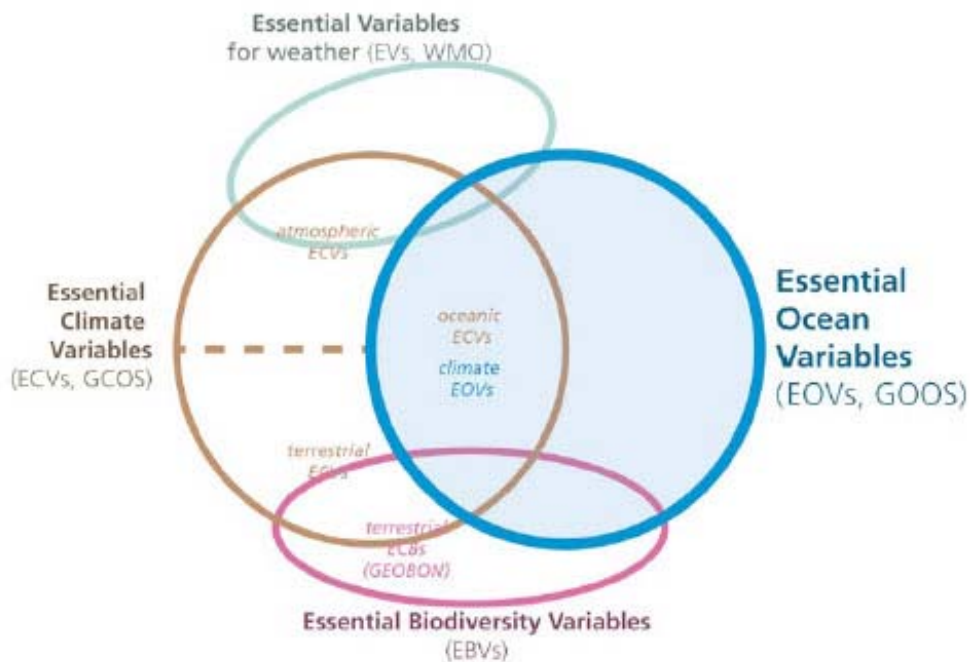 Essential Variables
for weather (EVs, WMO)
atmospheric
ECVs
Essential
Climate
Variables
(ECVs, GCOS)
oceanic
ECVs
climate
EOVs
Essential
Ocean
Variables
(EOVs, GOOS)
terrestrial
ECVs
terrestrial
(GEOBON)
Essential Biodiversity Variables
(EBVs)